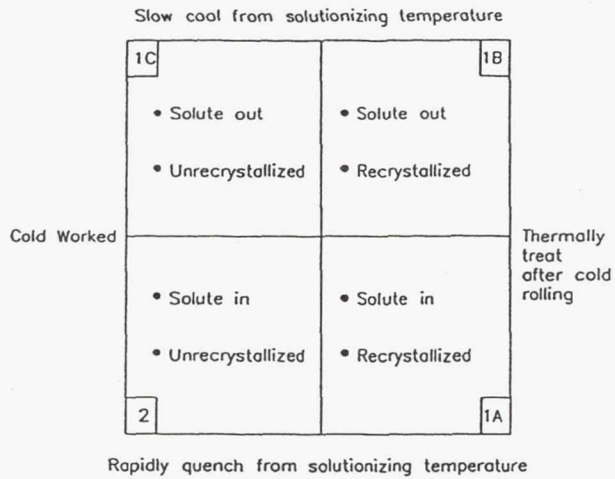 Slow cool from solutionizing temperature
1C
1B
• Solute out
• Solute out
• Unrecrystallized
• Recrystallized
Cold Worked
Thermally
treat
after cold
rolling
• Solute in
• Solute in
• Unrecrystallized
• Recrystallized
2
1A
Rapidly quench from solutionizing temperature